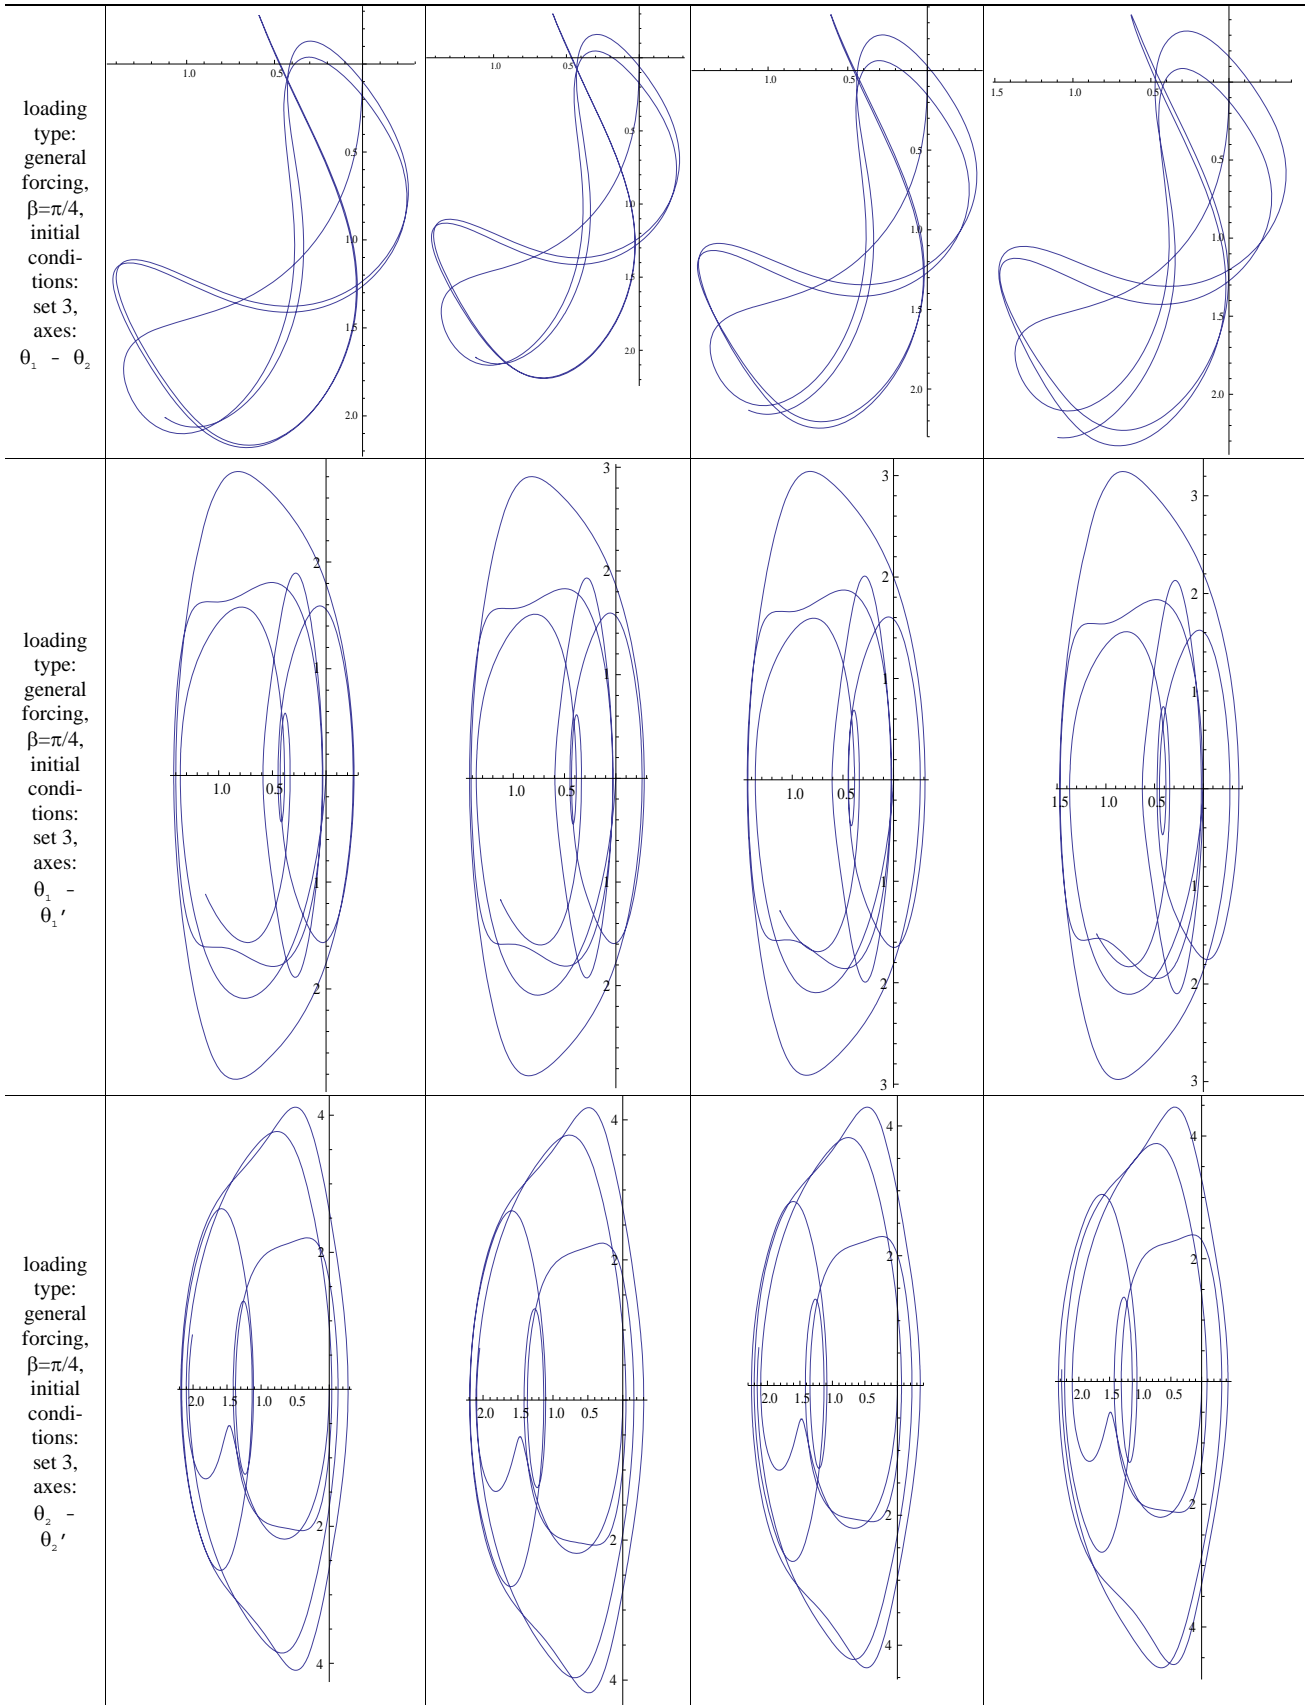 loading
type:
general
forcing,
β=π/4,
initial
condi-
tions:
set 3,
axes:
θ₁ - θ₂
1.0 0.5
0.5
1.0
1.5
2.0
1.0 0.5
0.5
1.0
1.5
2.0
1.0 0.5
0.5
1.0
1.5
2.0
1.5 1.0 0.5
0.5
1.0
1.5
2.0
loading
type:
general
forcing,
β=π/4,
initial
condi-
tions:
set 3,
axes:
θ₁ -
θ₁′
2
1
1.0 0.5
1
2
3
2
1
1.0 0.5
1
2
3
2
1
1.0 0.5
1
2
3
3
2
1
1.5 1.0 0.5
1
2
3
loading
type:
general
forcing,
β=π/4,
initial
condi-
tions:
set 3,
axes:
θ₂ -
θ₂′
4
2
2.0 1.5 1.0 0.5
2
4
4
2
2.0 1.5 1.0 0.5
2
4
4
2
2.0 1.5 1.0 0.5
2
4
4
2
2.0 1.5 1.0 0.5
2
4